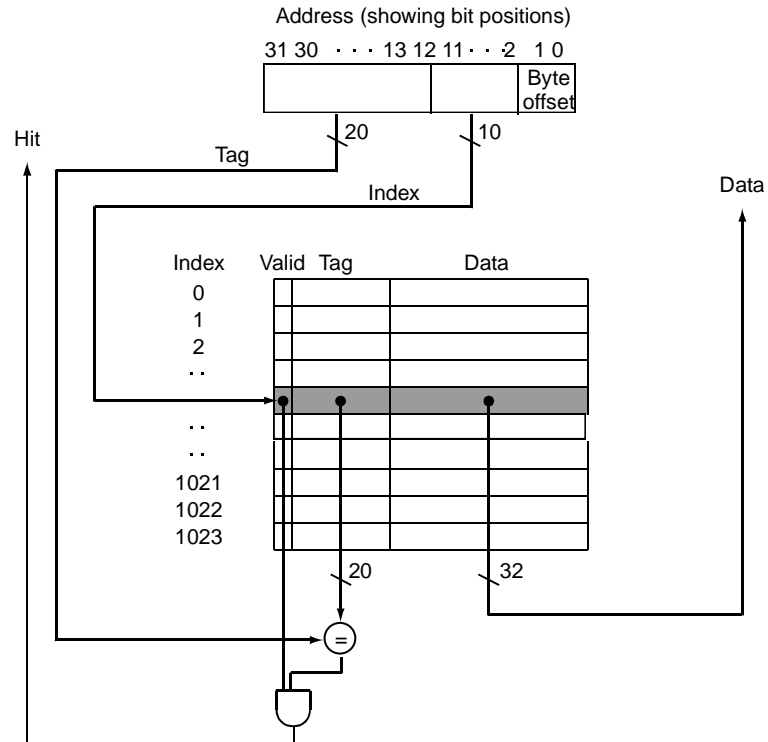 Address (showing bit positions)
31 30 · · · 13 12 11 · · · 2 1 0
Byte
offset
20
10
Hit
Tag
Data
Index
Index Valid Tag Data
0
1
2
· ·
· ·
· ·
1021
1022
1023
20
32
=